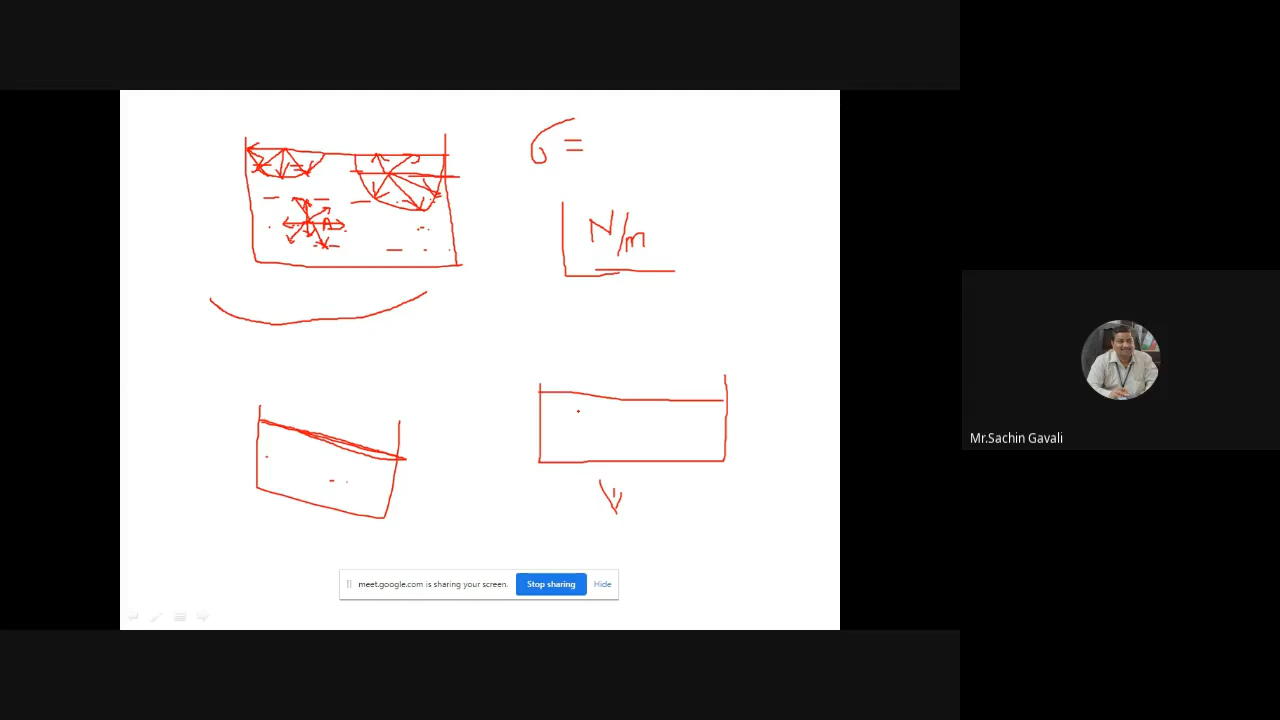 σ =
N/m
A
Mr.Sachin Gavali
meet.google.com is sharing your screen. Stop sharing Hide